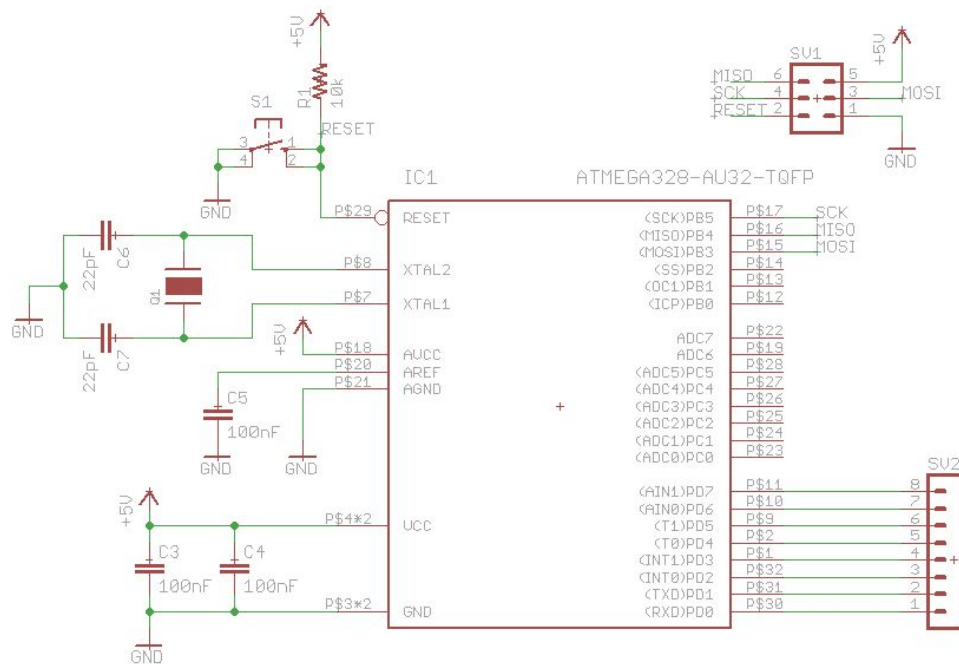 +5V
R1
10k
S1
RESET
3
1
4
2
GND
SV1
+5V
MISO 6 5
SCK 4 3 MOSI
RESET 2 1
GND
IC1 ATMEGA328-AU32-TQFP
P$29 RESET
(SCK)PB5 P$17 SCK
(MISO)PB4 P$16 MISO
(MOSI)PB3 P$15 MOSI
(SS)PB2 P$14
(OC1)PB1 P$13
(ICP)PB0 P$12
C6
22pF
P$8 XTAL2
Q1
GND
P$7 XTAL1
C7
22pF
+5V
P$18 AVCC
P$20 AREF
P$21 AGND
ADC7 P$22
ADC6 P$19
(ADC5)PC5 P$28
(ADC4)PC4 P$27
(ADC3)PC3 P$26
(ADC2)PC2 P$25
(ADC1)PC1 P$24
(ADC0)PC0 P$23
C5
100nF
GND
GND
SV2
(AIN1)PD7 P$11 8
(AIN0)PD6 P$10 7
(T1)PD5 P$9 6
(T0)PD4 P$2 5
(INT1)PD3 P$1 4
(INT0)PD2 P$32 3
(TXD)PD1 P$31 2
(RXD)PD0 P$30 1
+5V
P$4*2 VCC
C3
100nF
C4
100nF
P$3*2 GND
GND